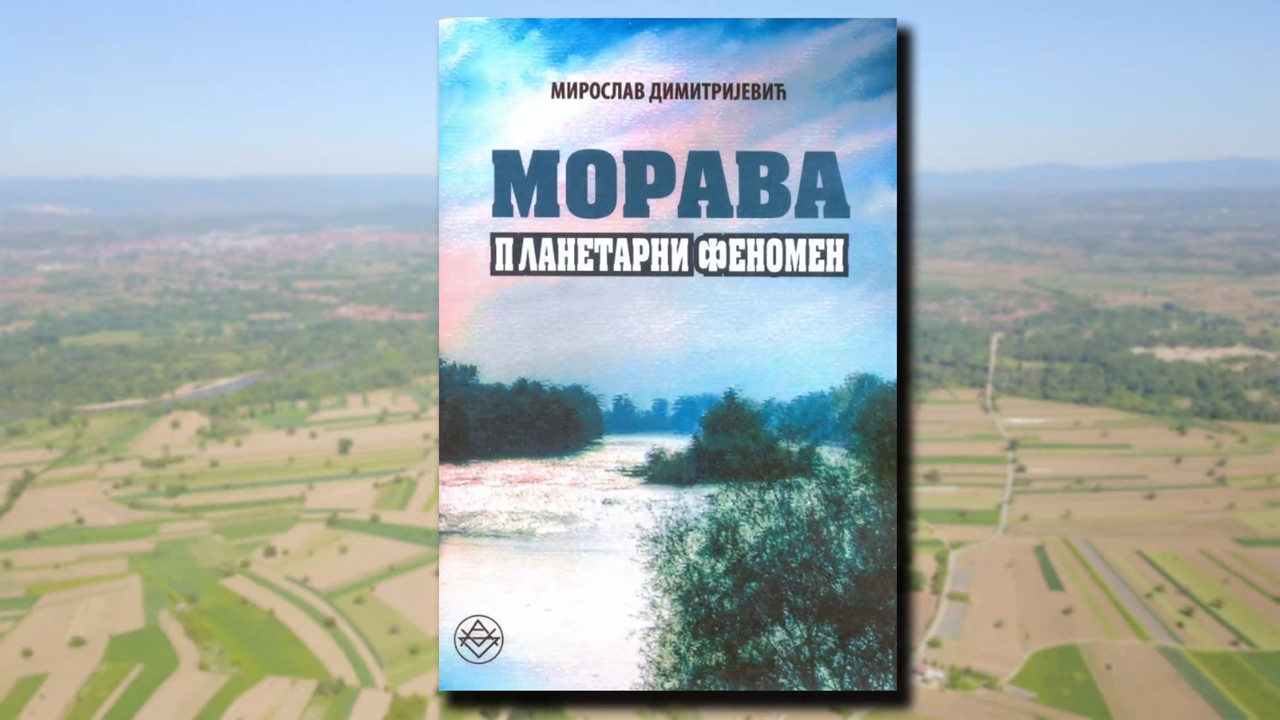 МИРОСЛАВ ДИМИТРИЈЕВИЋ
МОРАВА
ПЛАНЕТАРНИ ФЕНОМЕН